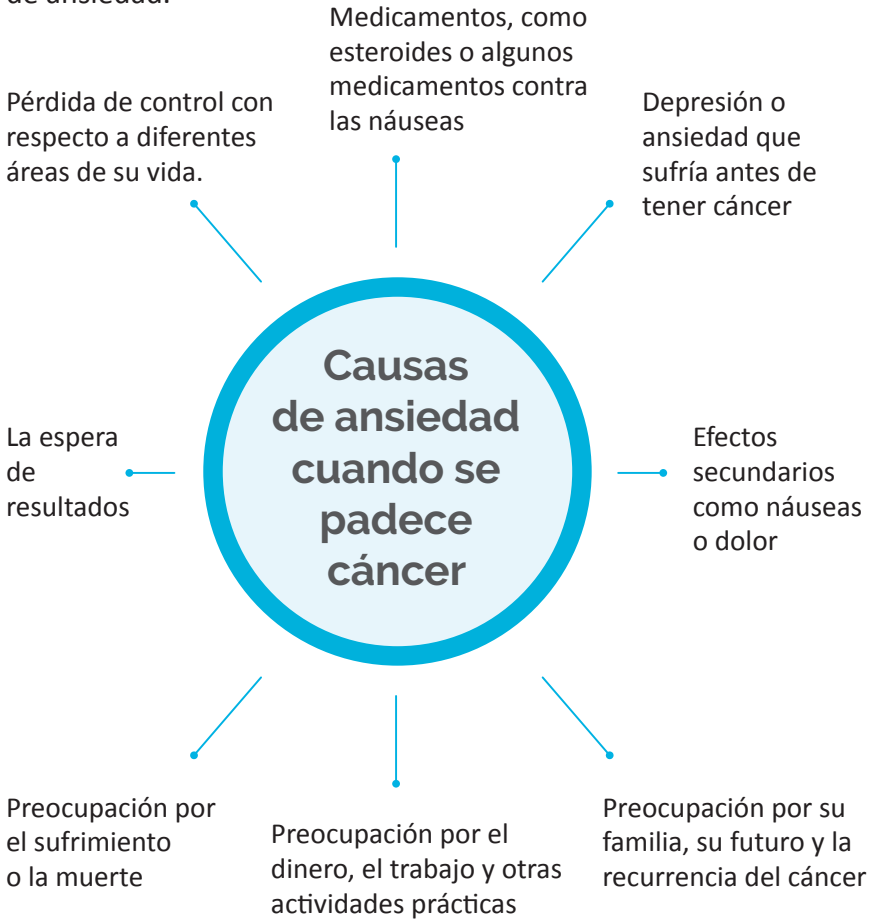 de ansiedad.
Medicamentos, como
esteroides o algunos
medicamentos contra
las náuseas
Pérdida de control con
respecto a diferentes
áreas de su vida.
Depresión o
ansiedad que
sufría antes de
tener cáncer
Causas
de ansiedad
cuando se
padece
cáncer
La espera
de
resultados
Efectos
secundarios
como náuseas
o dolor
Preocupación por
el sufrimiento
o la muerte
Preocupación por el
dinero, el trabajo y otras
actividades prácticas
Preocupación por su
familia, su futuro y la
recurrencia del cáncer